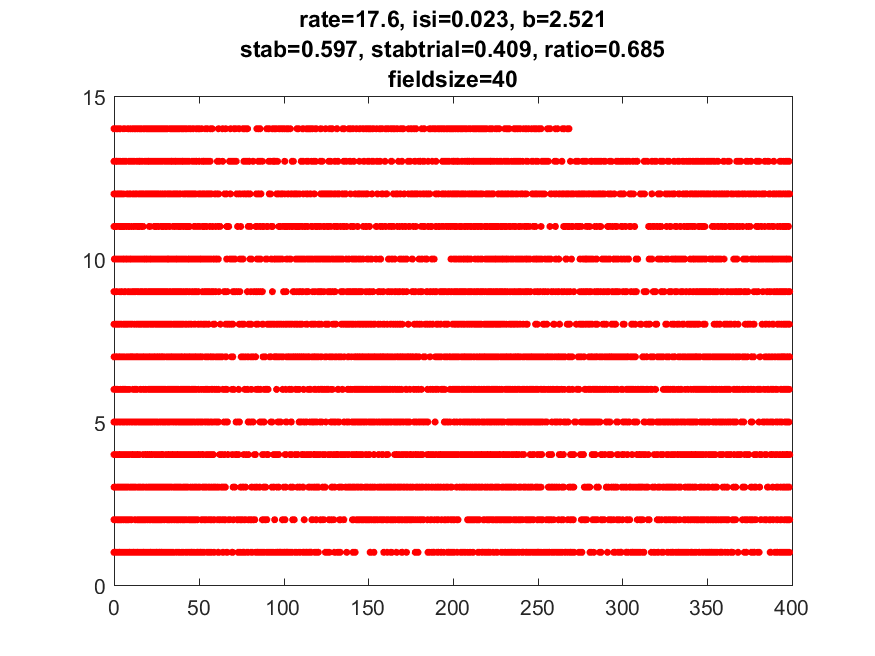 rate=17.6, isi=0.023, b=2.521
stab=0.597, stabtrial=0.409, ratio=0.685
fieldsize=40
15
10
5
0
0 50 100 150 200 250 300 350 400